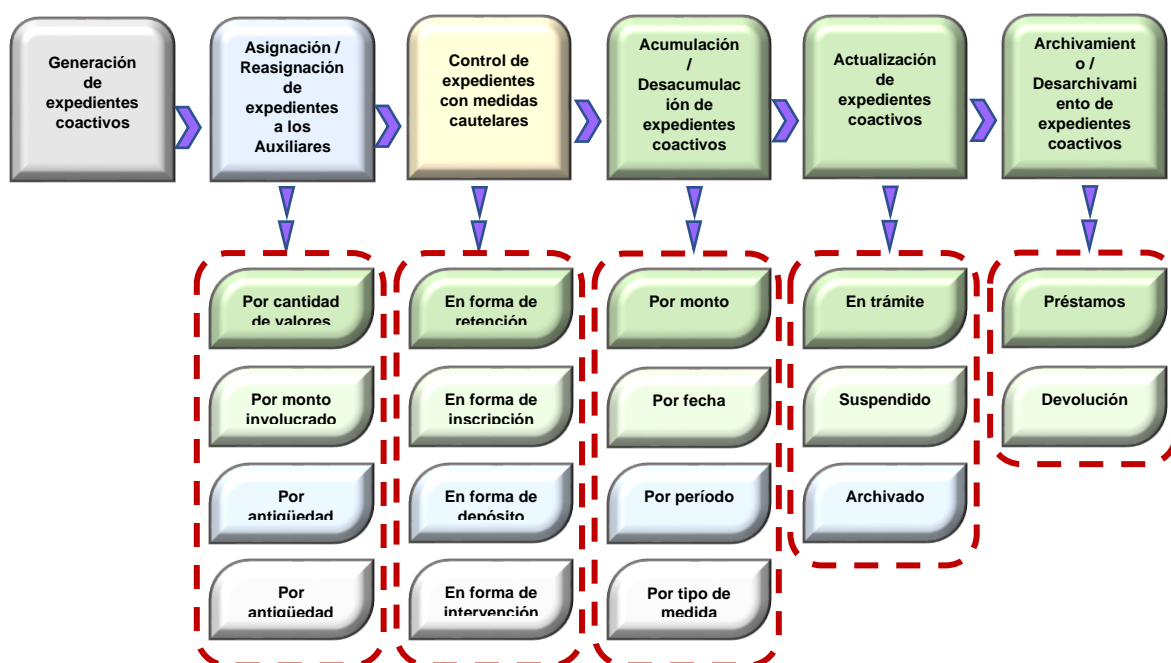 Generación
de
expedientes
coactivos
Asignación /
Reasignación
de
expedientes
a los
Auxiliares
Control de
expedientes
con medidas
cautelares
Acumulación
/
Desacumulac
ión de
expedientes
coactivos
Actualización
de
expedientes
coactivos
Archivamient
o /
Desarchivami
ento de
expedientes
coactivos
Por cantidad
de valores
Por monto
involucrado
Por
antigüedad
Por
antigüedad
En forma de
retención
En forma de
inscripción
En forma de
depósito
En forma de
intervención
Por monto
Por fecha
Por período
Por tipo de
medida
En trámite
Suspendido
Archivado
Préstamos
Devolución